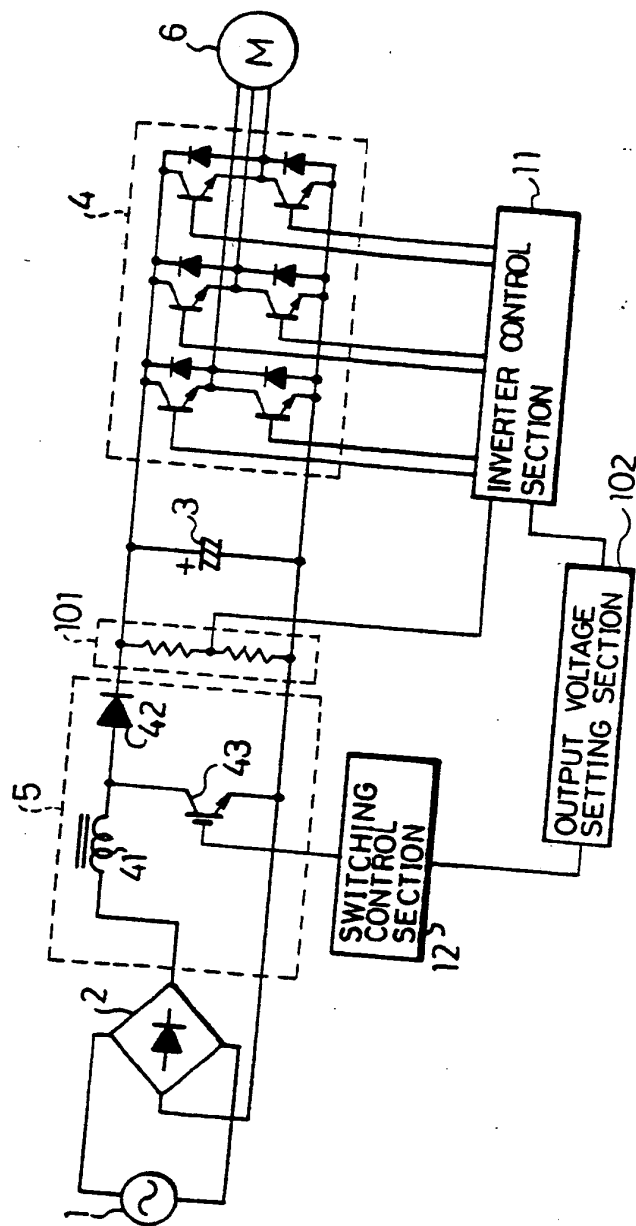 1
2
5
41
42
43
101
3
+
4
6
M
SWITCHING
CONTROL
SECTION
12
INVERTER CONTROL
SECTION
11
OUTPUT VOLTAGE
SETTING SECTION
102